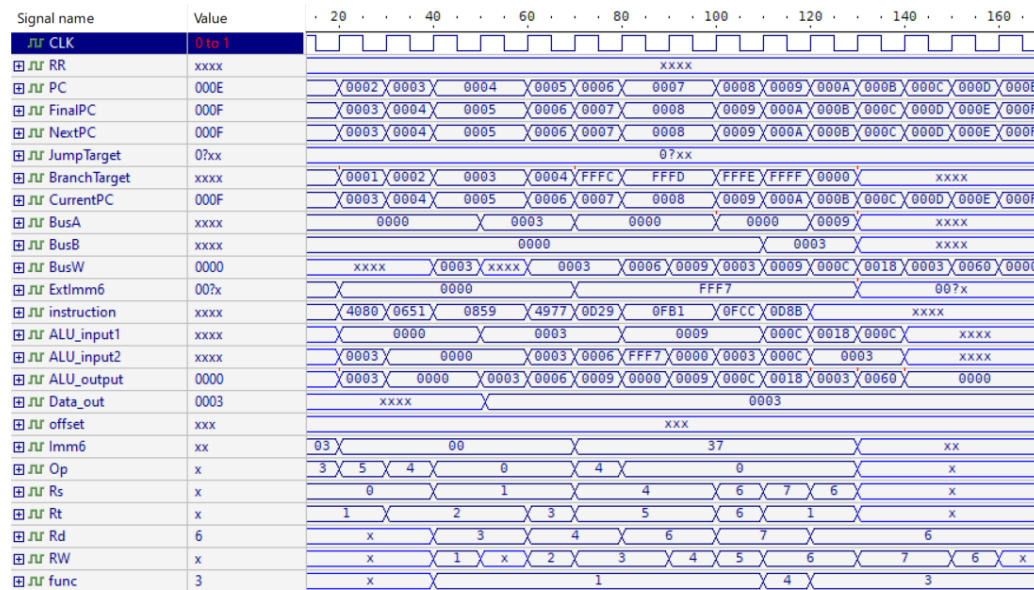 Signal name Value · 20 · 40 · 60 · 80 · 100 · 120 · 140 · 160 ·
CLK 0 to 1
RR xxxx xxxx
PC 000E 0002 0003 0004 0005 0006 0007 0008 0009 000A 000B 000C 000D 000E
FinalPC 000F 0003 0004 0005 0006 0007 0008 0009 000A 000B 000C 000D 000E 000F
NextPC 000F 0003 0004 0005 0006 0007 0008 0009 000A 000B 000C 000D 000E 000F
JumpTarget 0?xx 0?xx
BranchTarget xxxx 0001 0002 0003 0004 FFFC FFFD FFFE FFFF 0000 xxxx
CurrentPC 000F 0003 0004 0005 0006 0007 0008 0009 000A 000B 000C 000D 000E 000F
BusA xxxx 0000 0003 0000 0000 0009 xxxx
BusB xxxx 0000 0003 xxxx
BusW 0000 xxxx 0003 xxxx 0003 0006 0009 0003 0009 000C 0018 0003 0060 0000
ExtImm6 00?x 0000 FFF7 00?x
instruction xxxx 4080 0651 0859 4977 0D29 0FB1 0FCC 0D8B xxxx
ALU_input1 xxxx 0000 0003 0009 000C 0018 000C xxxx
ALU_input2 xxxx 0003 0000 0003 0006 FFF7 0000 0003 000C 0003 xxxx
ALU_output 0000 0003 0000 0003 0006 0009 0000 0009 000C 0018 0003 0060 0000
Data_out 0003 xxxx 0003
offset xxx xxx
Imm6 xx 03 00 37 xx
Op x 3 5 4 0 4 0 x
Rs x 0 1 4 6 7 6 x
Rt x 1 2 3 5 6 1 x
Rd 6 x 3 4 6 7 6
RW x x 1 x 2 3 4 5 6 7 6 x
func 3 x 1 4 3